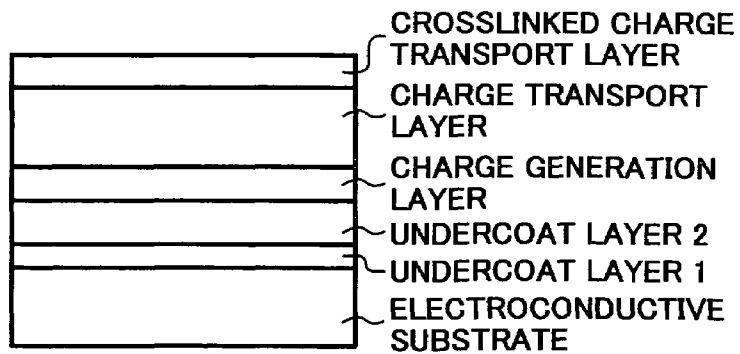 CROSSLINKED CHARGE
TRANSPORT LAYER
CHARGE TRANSPORT
LAYER
CHARGE GENERATION
LAYER
UNDERCOAT LAYER 2
UNDERCOAT LAYER 1
ELECTROCONDUCTIVE
SUBSTRATE